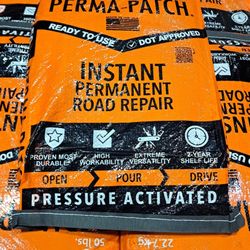 PERMA-PATCH
READY TO USE
DOT APPROVED
INSTANT
PERMANENT
ROAD REPAIR
PROVEN MOST DURABLE
HIGH WORKABILITY
EXTREME VERSATILITY
2-YEAR SHELF LIFE
OPEN POUR DRIVE
PRESSURE ACTIVATED
50 lbs.
22.7 kg